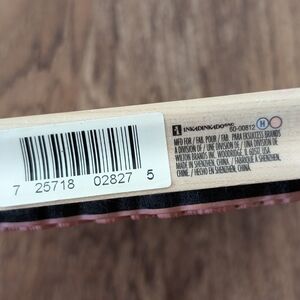 INKADINKADO
60-00812 H
MFD FOR / FAB. POUR / FAB. PARA EKSUCCESS BRANDS
A DIVISION OF / UNE DIVISION DE / UNA DIVISIÓN DE
WILTON BRANDS INC. WOODRIDGE, IL 60517, USA
MADE IN SHENZHEN, CHINA / FABRIQUÉ À SHENZHEN,
CHINE / HECHO EN SHENZHEN, CHINA
7 25718 02827 5